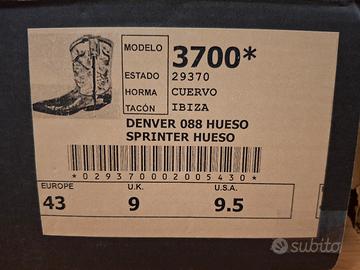 MODELO 3700*
ESTADO 29370
HORMA CUERVO
TACÓN IBIZA
DENVER 088 HUESO
SPRINTER HUESO
*029370002005430*
EUROPE U.K. U.S.A.
43 9 9.5
subito